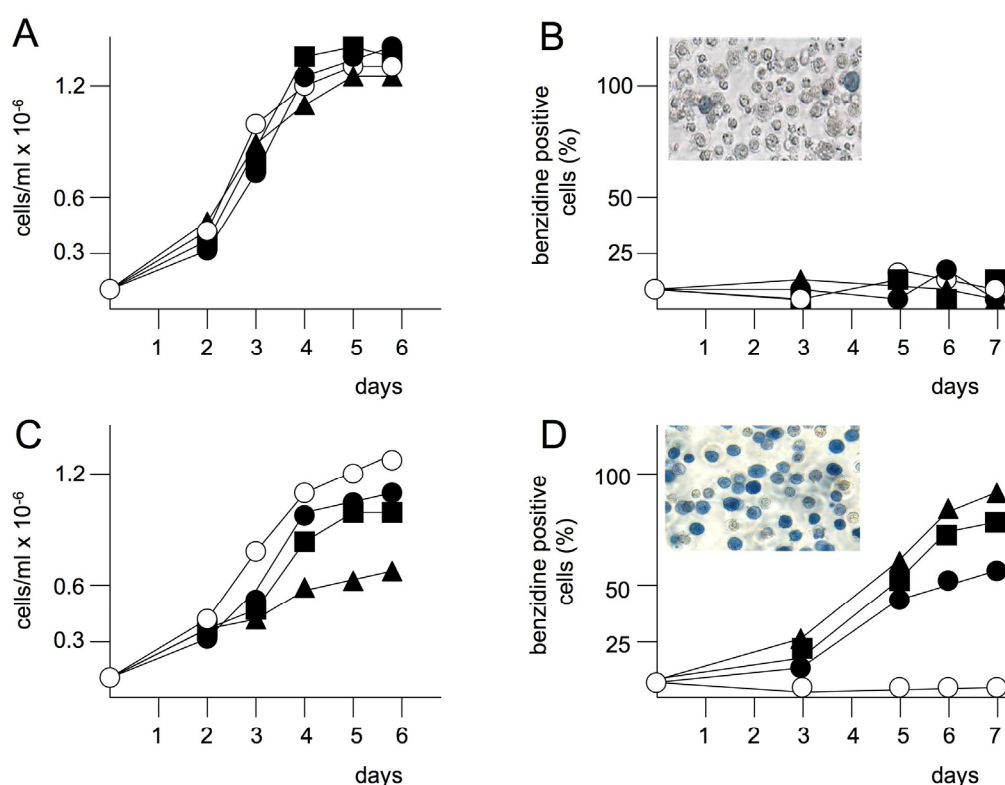 A
cells/ml x 10⁻⁶
1.2
0.6
0.3
1 2 3 4 5 6
days
B
benzidine positive
cells (%)
100
50
25
1 2 3 4 5 6 7
days
C
cells/ml x 10⁻⁶
1.2
0.6
0.3
1 2 3 4 5 6
days
D
benzidine positive
cells (%)
100
50
25
1 2 3 4 5 6 7
days